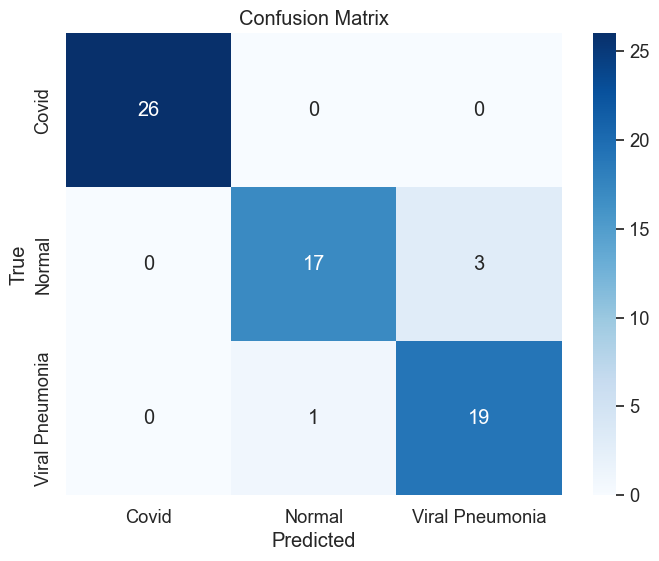 Confusion Matrix
True
Covid
26 0 0
Normal
0 17 3
Viral Pneumonia
0 1 19
Covid Normal Viral Pneumonia
Predicted
25
20
15
10
5
0